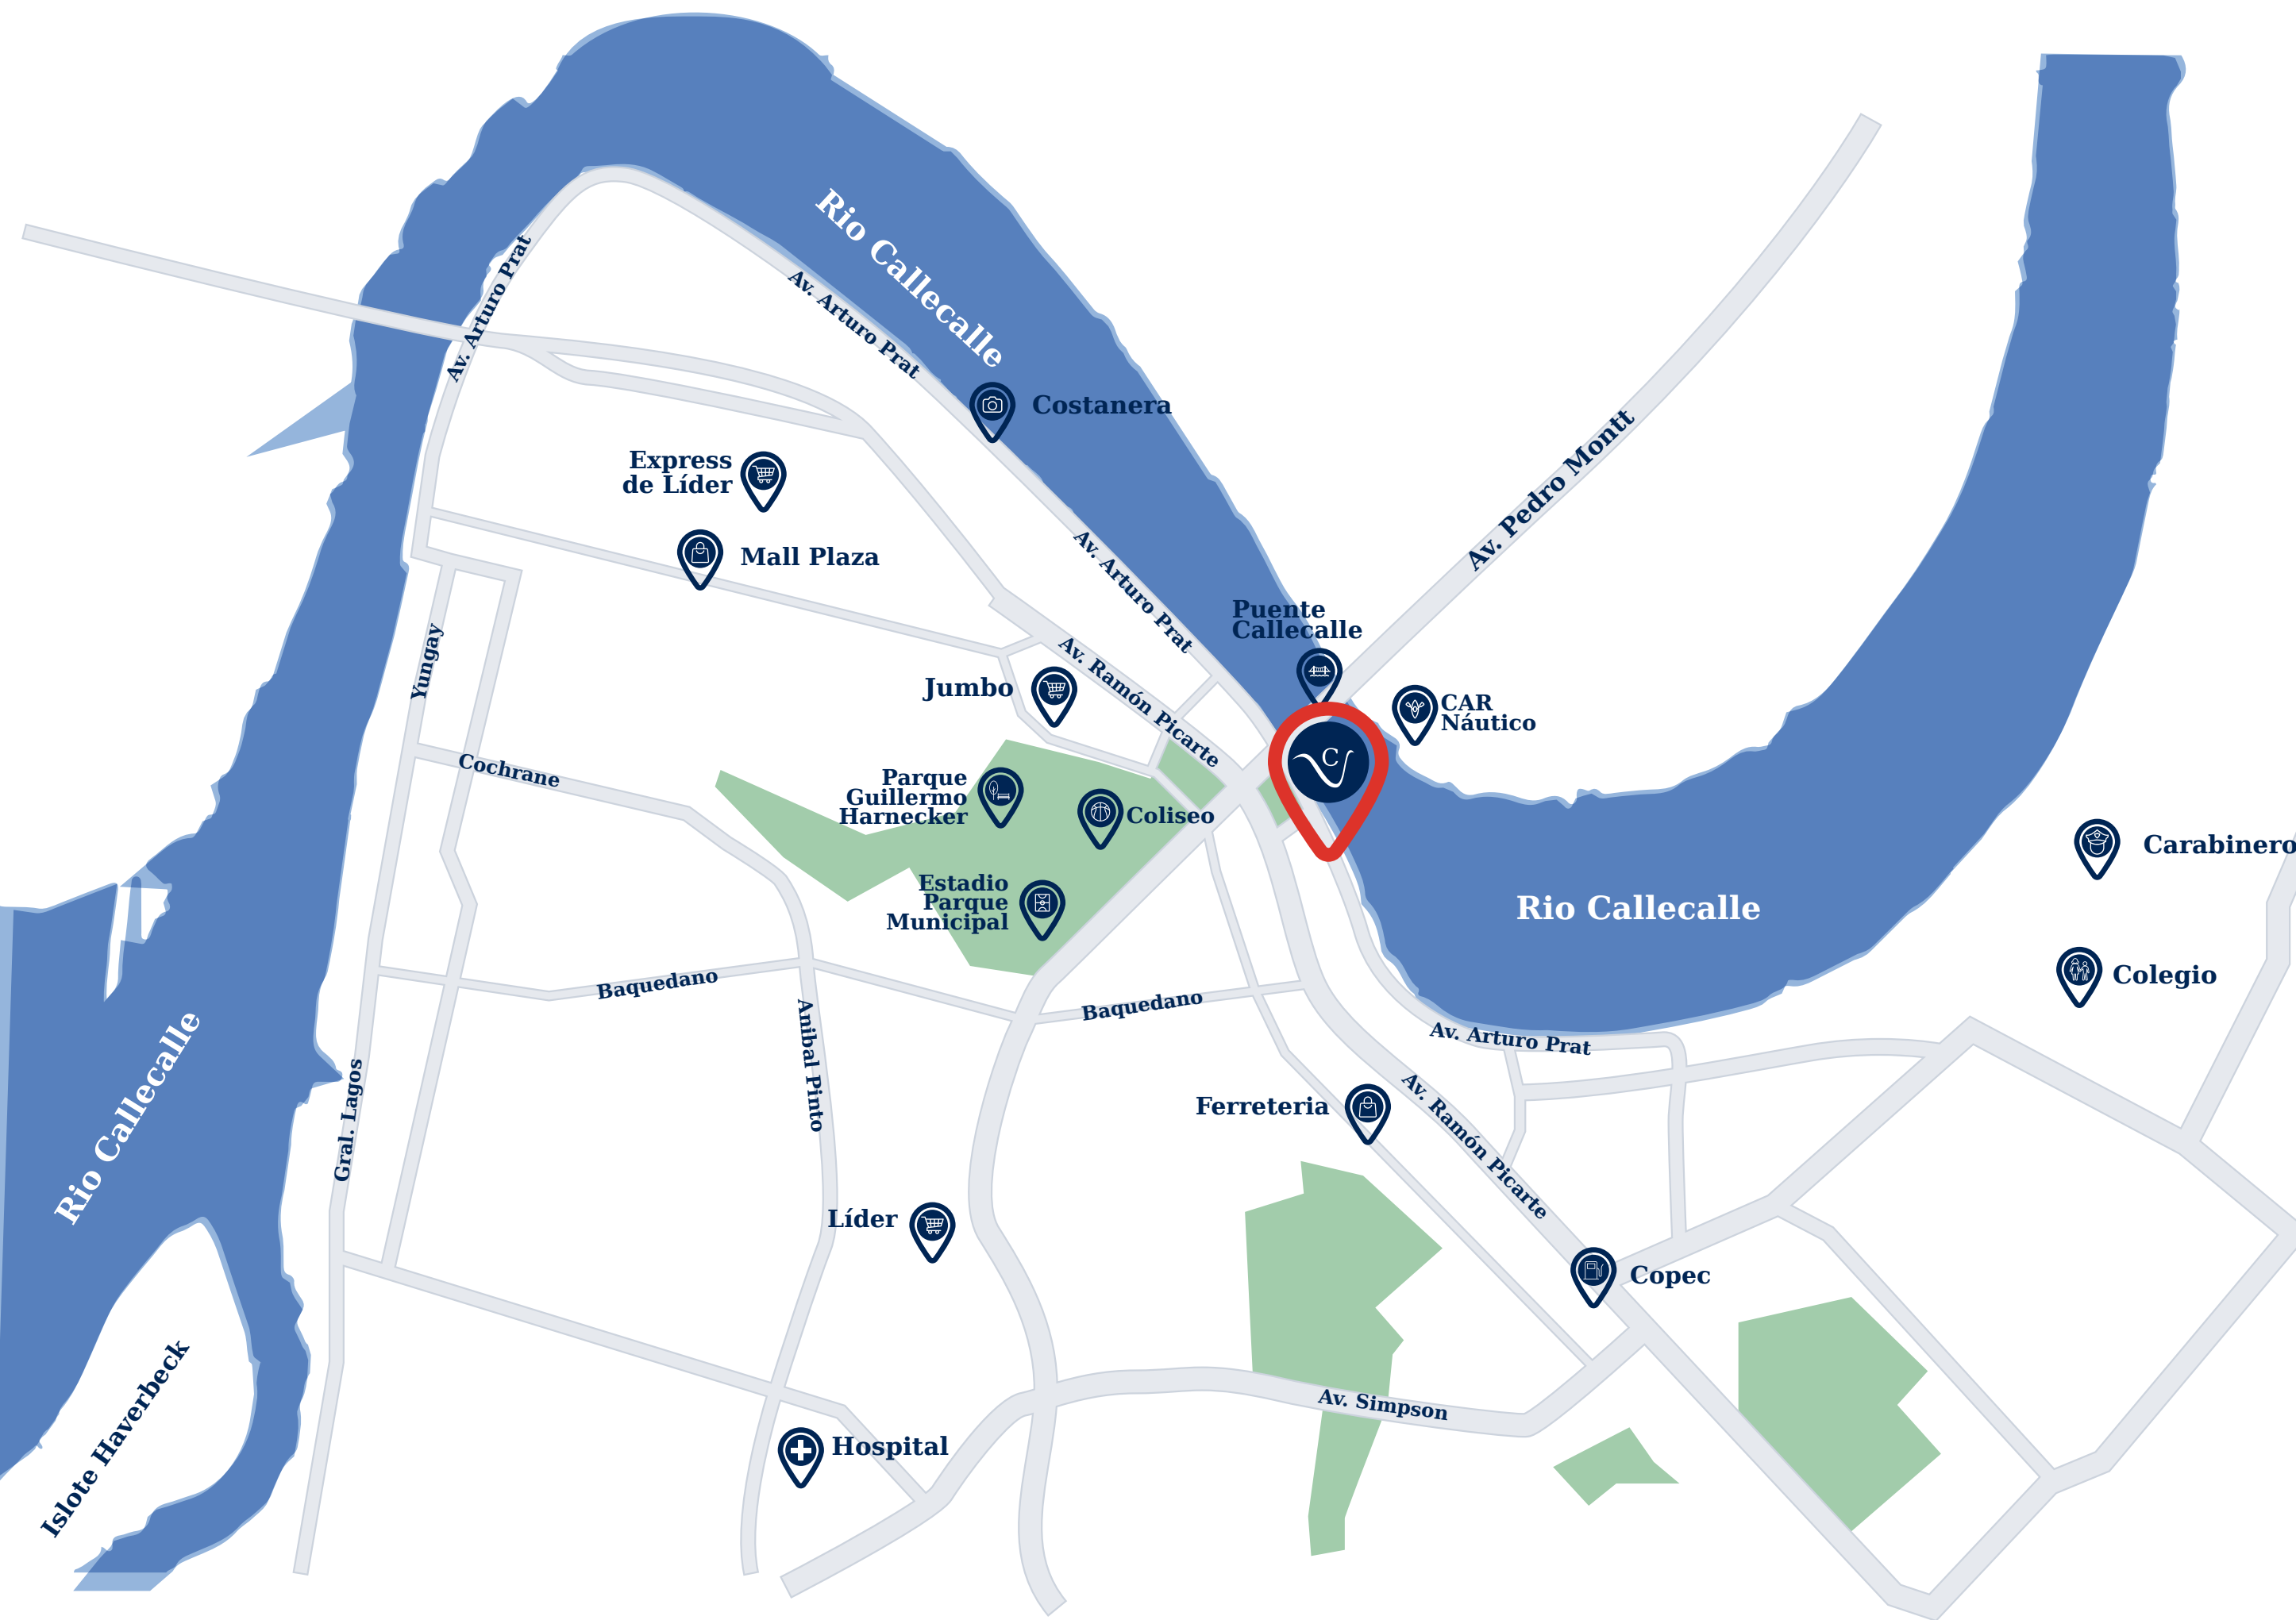 Rio Callecalle
Av. Arturo Prat
Av. Arturo Prat
Costanera
Express
de Líder
Av. Pedro Montt
Mall Plaza
Av. Arturo Prat
Puente
Callecalle
Yungay
Av. Ramón Picarte
Jumbo
CAR
Náutico
C
Cochrane
Parque
Guillermo
Harnecker
Coliseo
Carabinero
Estadio
Parque
Municipal
Rio Callecalle
Baquedano
Baquedano
Colegio
Anibal Pinto
Av. Arturo Prat
Rio Callecalle
Gral. Lagos
Ferreteria
Av. Ramón Picarte
Líder
Copec
Islote Haverbeck
Av. Simpson
Hospital